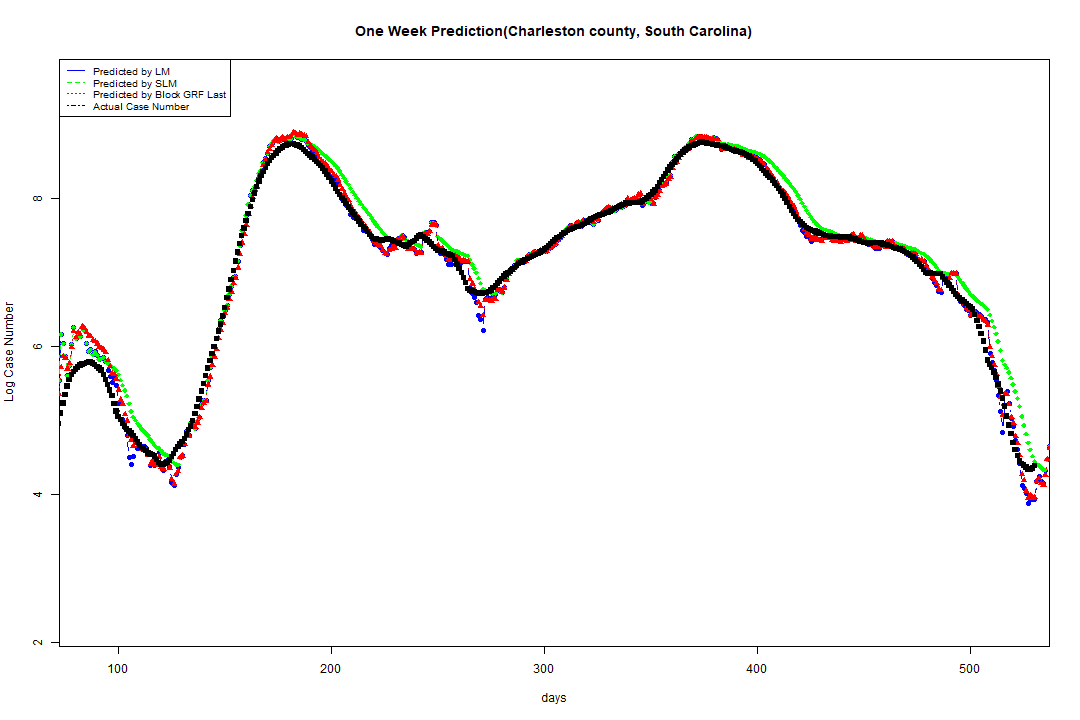 One Week Prediction(Charleston county, South Carolina)
Predicted by LM
Predicted by SLM
Predicted by Block GRF Last
Actual Case Number
Log Case Number
8
6
4
2
100 200 300 400 500
days